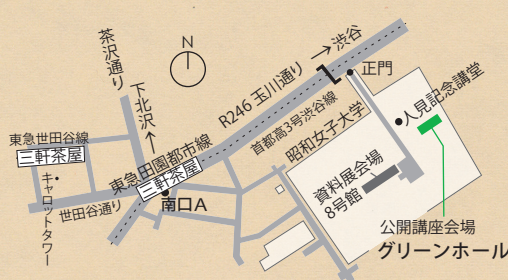 茶沢通り
N
→渋谷
R246 玉川通り
正門
下北沢→
首都高3号渋谷線
人見記念講堂
昭和女子大学
東急世田谷線
三軒茶屋
東急田園都市線
三軒茶屋
資料展会場
8号館
キャロットタワー
世田谷通り
南口A
公開講座会場
グリーンホール